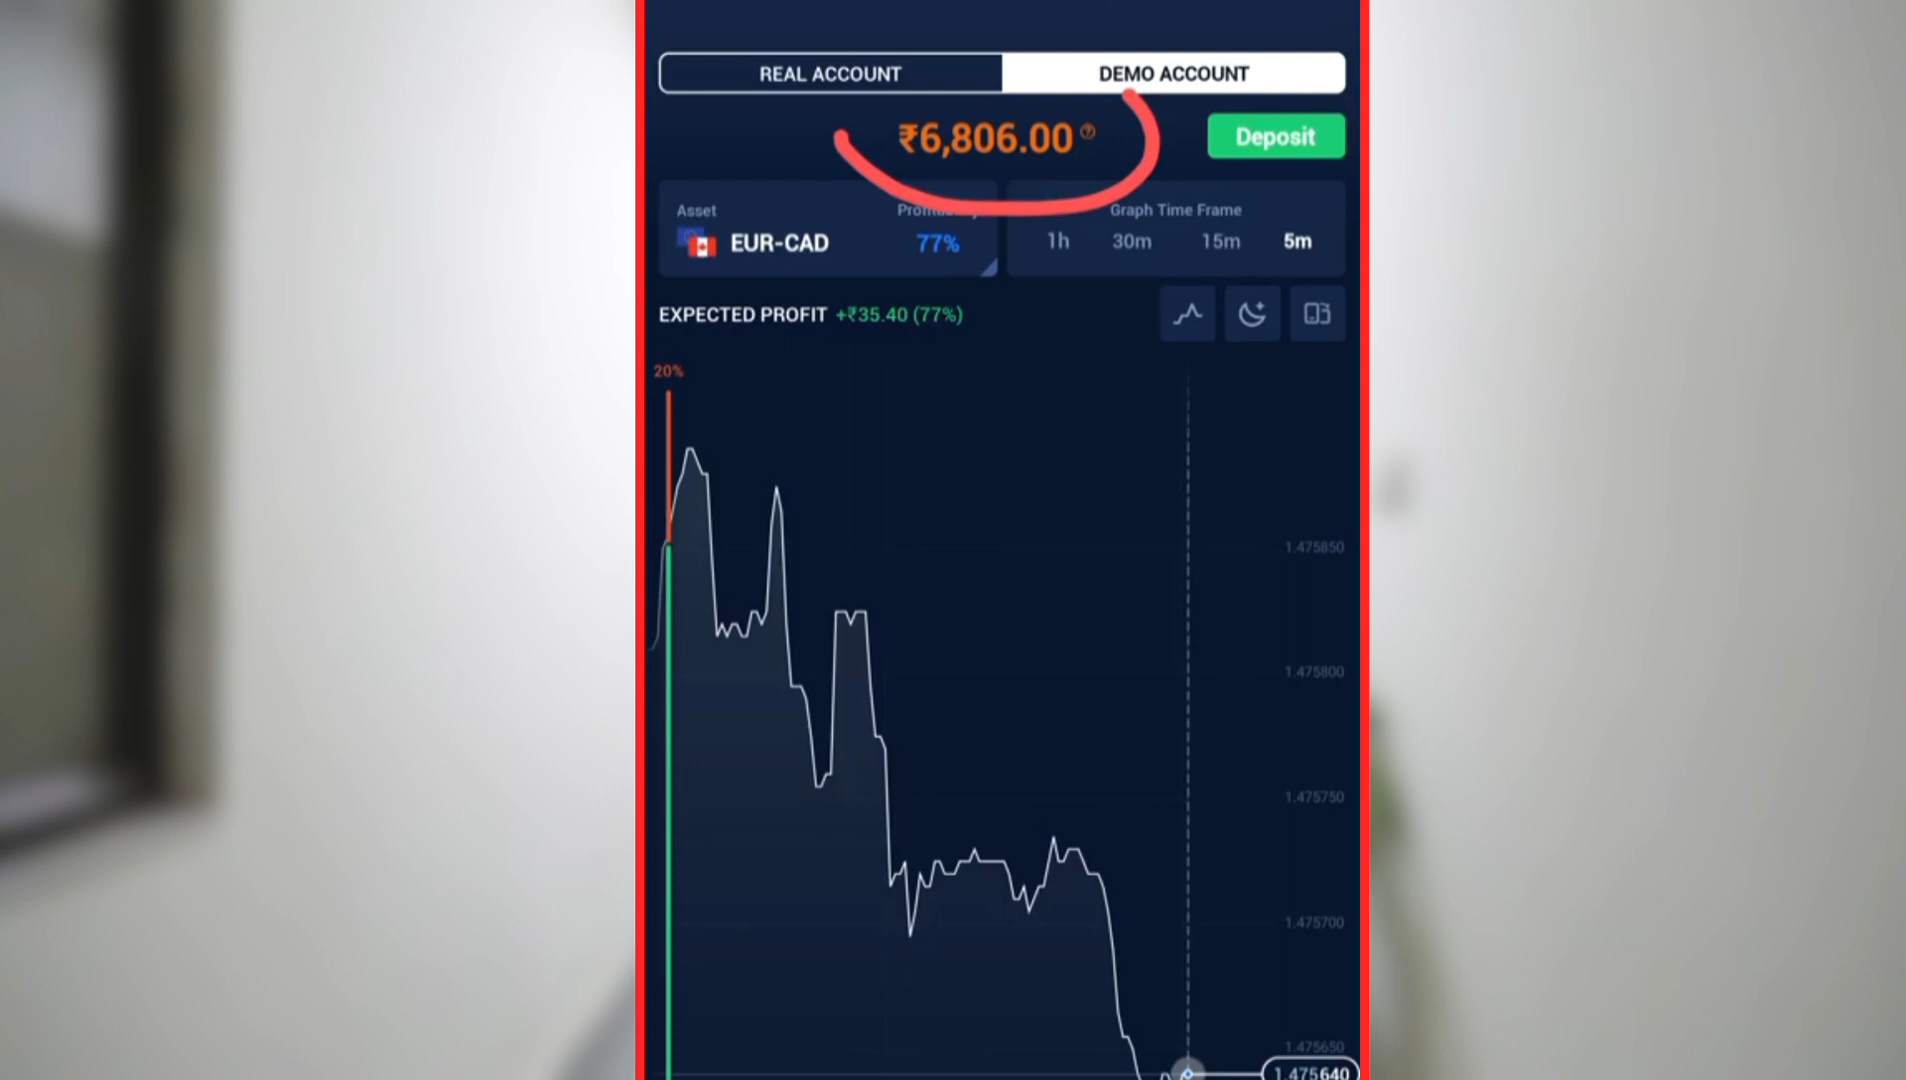 REAL ACCOUNT
DEMO ACCOUNT
₹6,806.00
Deposit
Asset
EUR-CAD
77%
Graph Time Frame
1h 30m 15m 5m
EXPECTED PROFIT +₹35.40 (77%)
20%
1.475850
1.475800
1.475750
1.475700
1.475650
1.475640